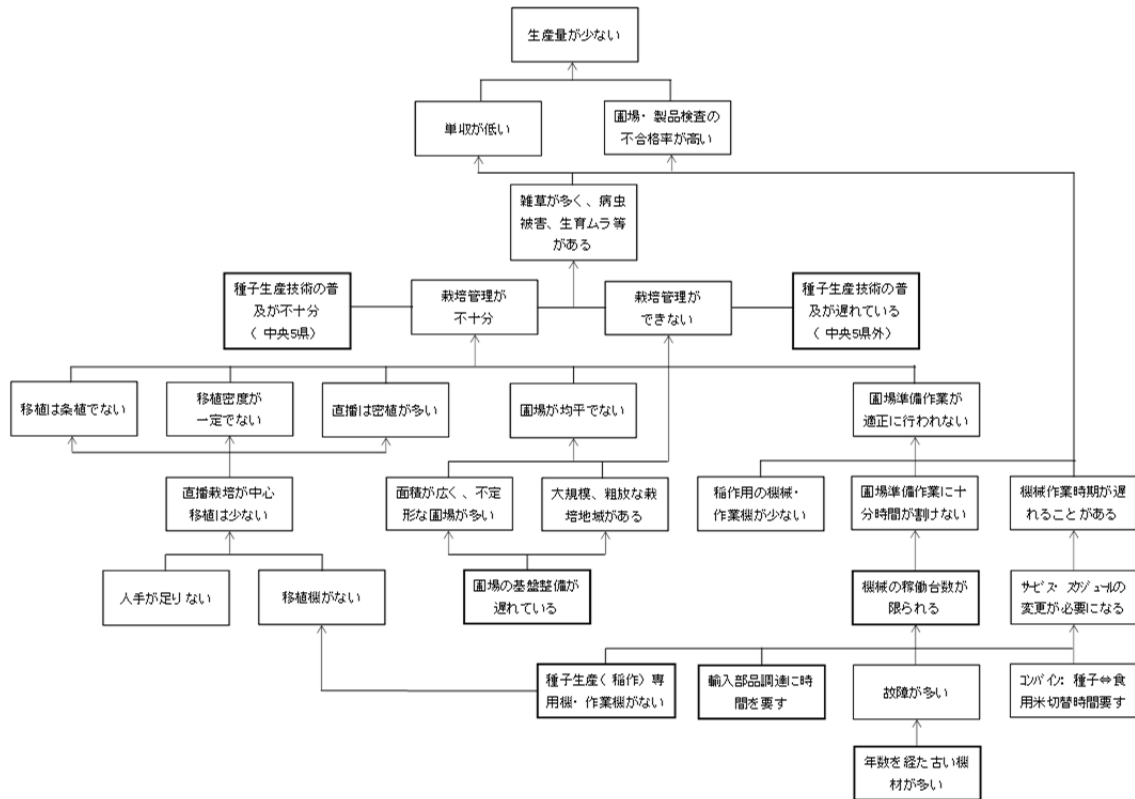 生産量が少ない
単収が低い
圃場・製品検査の
不合格率が高い
雑草が多く、病虫
被害、生育ムラ等
がある
種子生産技術の普
及が不十分
（中央5県）
栽培管理が
不十分
栽培管理が
できない
種子生産技術の普
及が遅れている
（中央5県外）
移植は条植でない
移植密度が
一定でない
直播は密植が多い
圃場が均平でない
圃場準備作業が
適正に行われない
直播栽培が中心
移植は少ない
面積が広く、不定
形な圃場が多い
大規模、粗放な栽
培地域がある
稲作用の機械・
作業機が少ない
圃場準備作業に十
分時間が割けない
機械作業時期が遅
れることがある
人手が足りない
移植機がない
圃場の基盤整備が
遅れている
機械の稼働台数が
限られる
サービス・スケジュールの
変更が必要になる
種子生産（稲作）専
用機・作業機がない
輸入部品調達に時
間を要す
故障が多い
コンバイン：種子⇔食
用米切替時間要す
年数を経た古い機
材が多い